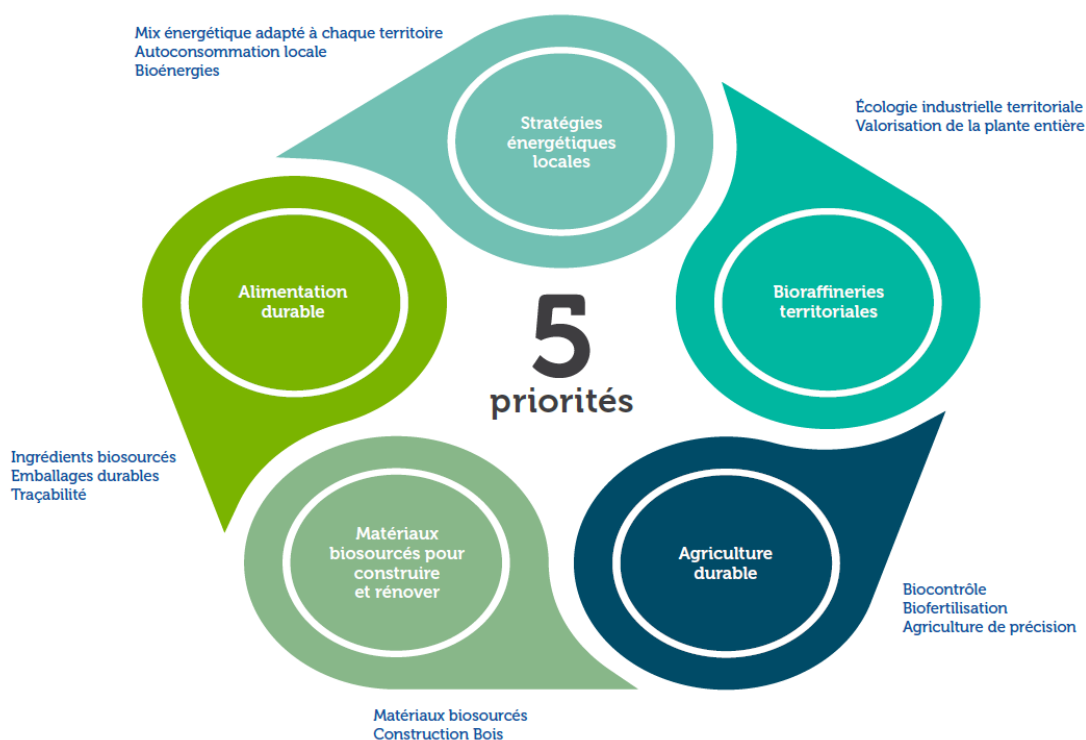 Mix énergétique adapté à chaque territoire
Autoconsommation locale
Bioénergies
Stratégies
énergétiques
locales
Écologie industrielle territoriale
Valorisation de la plante entière
Alimentation
durable
Bioraffineries
territoriales
5
priorités
Ingrédients biosourcés
Emballages durables
Traçabilité
Matériaux
biosourcés pour
construire
et rénover
Agriculture
durable
Biocontrôle
Biofertilisation
Agriculture de précision
Matériaux biosourcés
Construction Bois